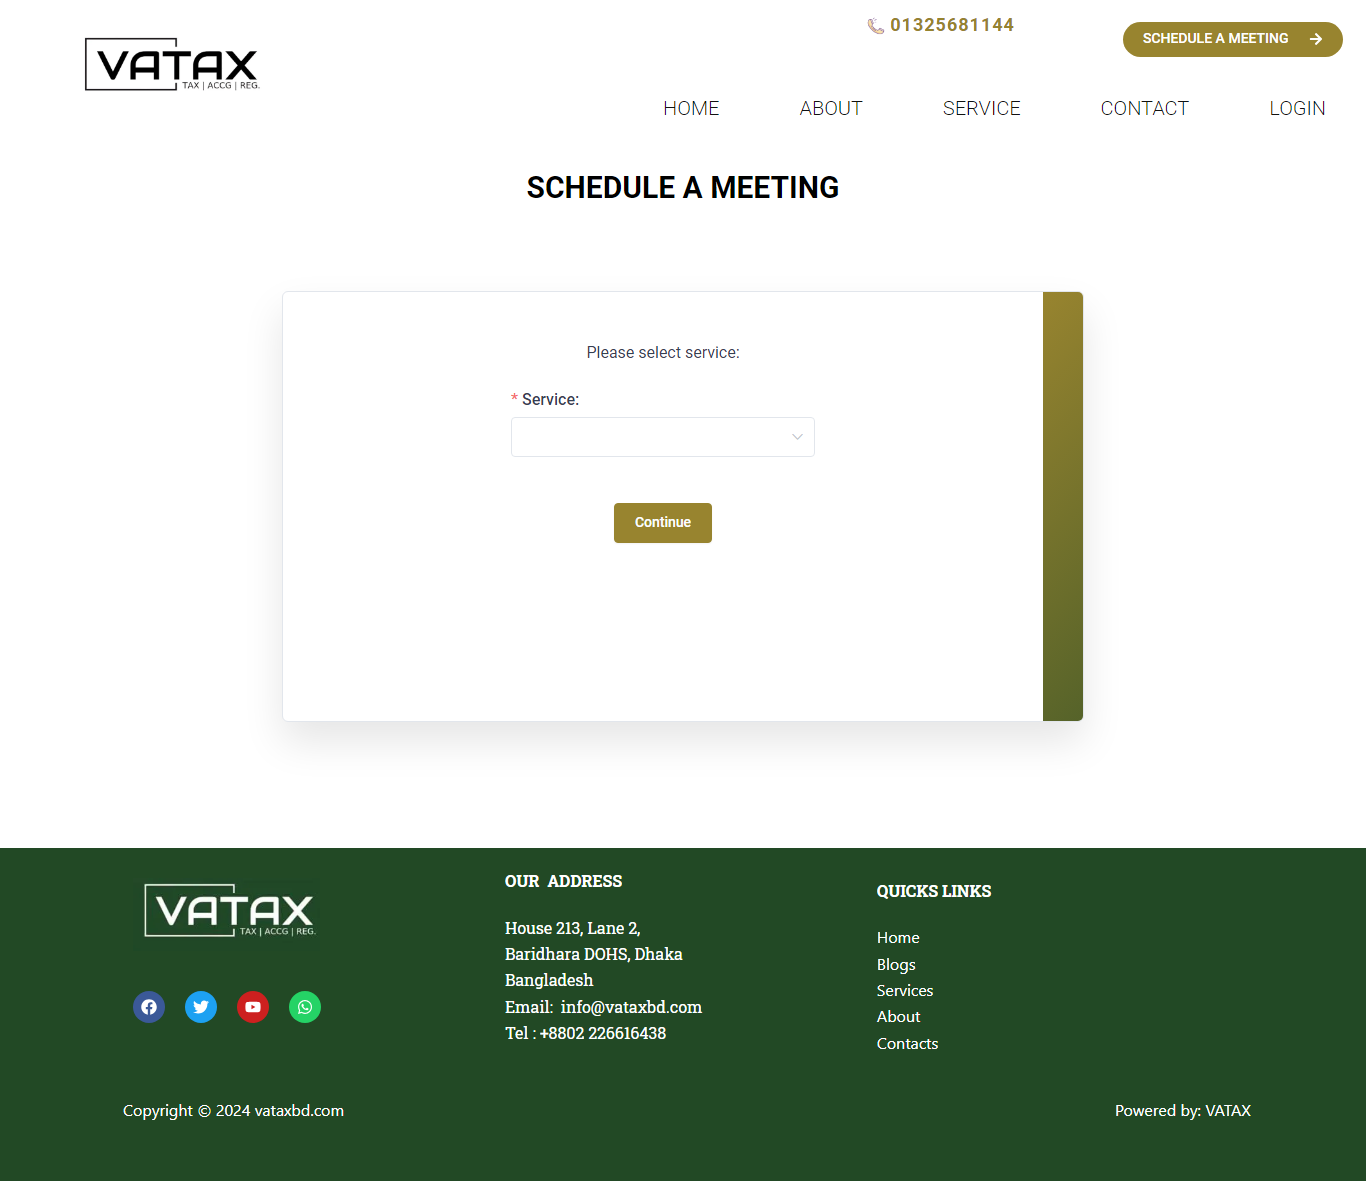 01325681144
SCHEDULE A MEETING
VATAX
TAX | ACCG | REG.
HOME
ABOUT
SERVICE
CONTACT
LOGIN
SCHEDULE A MEETING
Please select service:
* Service:
Continue
VATAX
TAX | ACCG | REG.
OUR  ADDRESS
House 213, Lane 2,
Baridhara DOHS, Dhaka
Bangladesh
Email:  info@vataxbd.com
Tel : +8802 226616438
QUICKS LINKS
Home
Blogs
Services
About
Contacts
Copyright © 2024 vataxbd.com
Powered by: VATAX